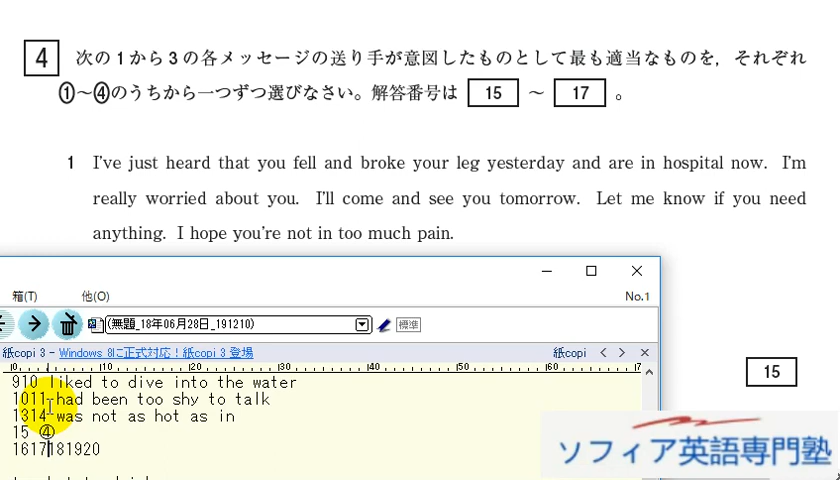 4 次の1から3の各メッセージの送り手が意図したものとして最も適当なものを，それぞれ
①～④のうちから一つずつ選びなさい。解答番号は 15 ～ 17 。
1 I've just heard that you fell and broke your leg yesterday and are in hospital now. I'm
really worried about you. I'll come and see you tomorrow. Let me know if you need
anything. I hope you're not in too much pain.
箱(T) 他(O) No.1
(無題_18年06月28日_191210) 標準
紙copi 3 - Windows 8に正式対応！紙copi 3 登場 紙copi
10 20 30 40 50 60
910 liked to dive into the water
1011 had been too shy to talk
1314 was not as hot as in
15 ④
1617181920
15
ソフィア英語専門塾